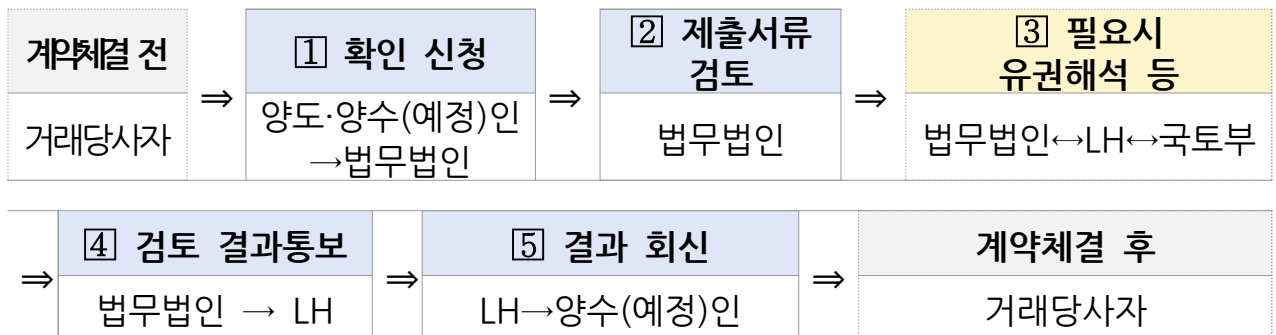 계약체결 전
거래당사자
⇒
1 확인 신청
양도·양수(예정)인
→법무법인
⇒
2 제출서류
검토
법무법인
⇒
3 필요시
유권해석 등
법무법인↔LH↔국토부
⇒
4 검토 결과통보
법무법인 → LH
⇒
5 결과 회신
LH→양수(예정)인
⇒
계약체결 후
거래당사자